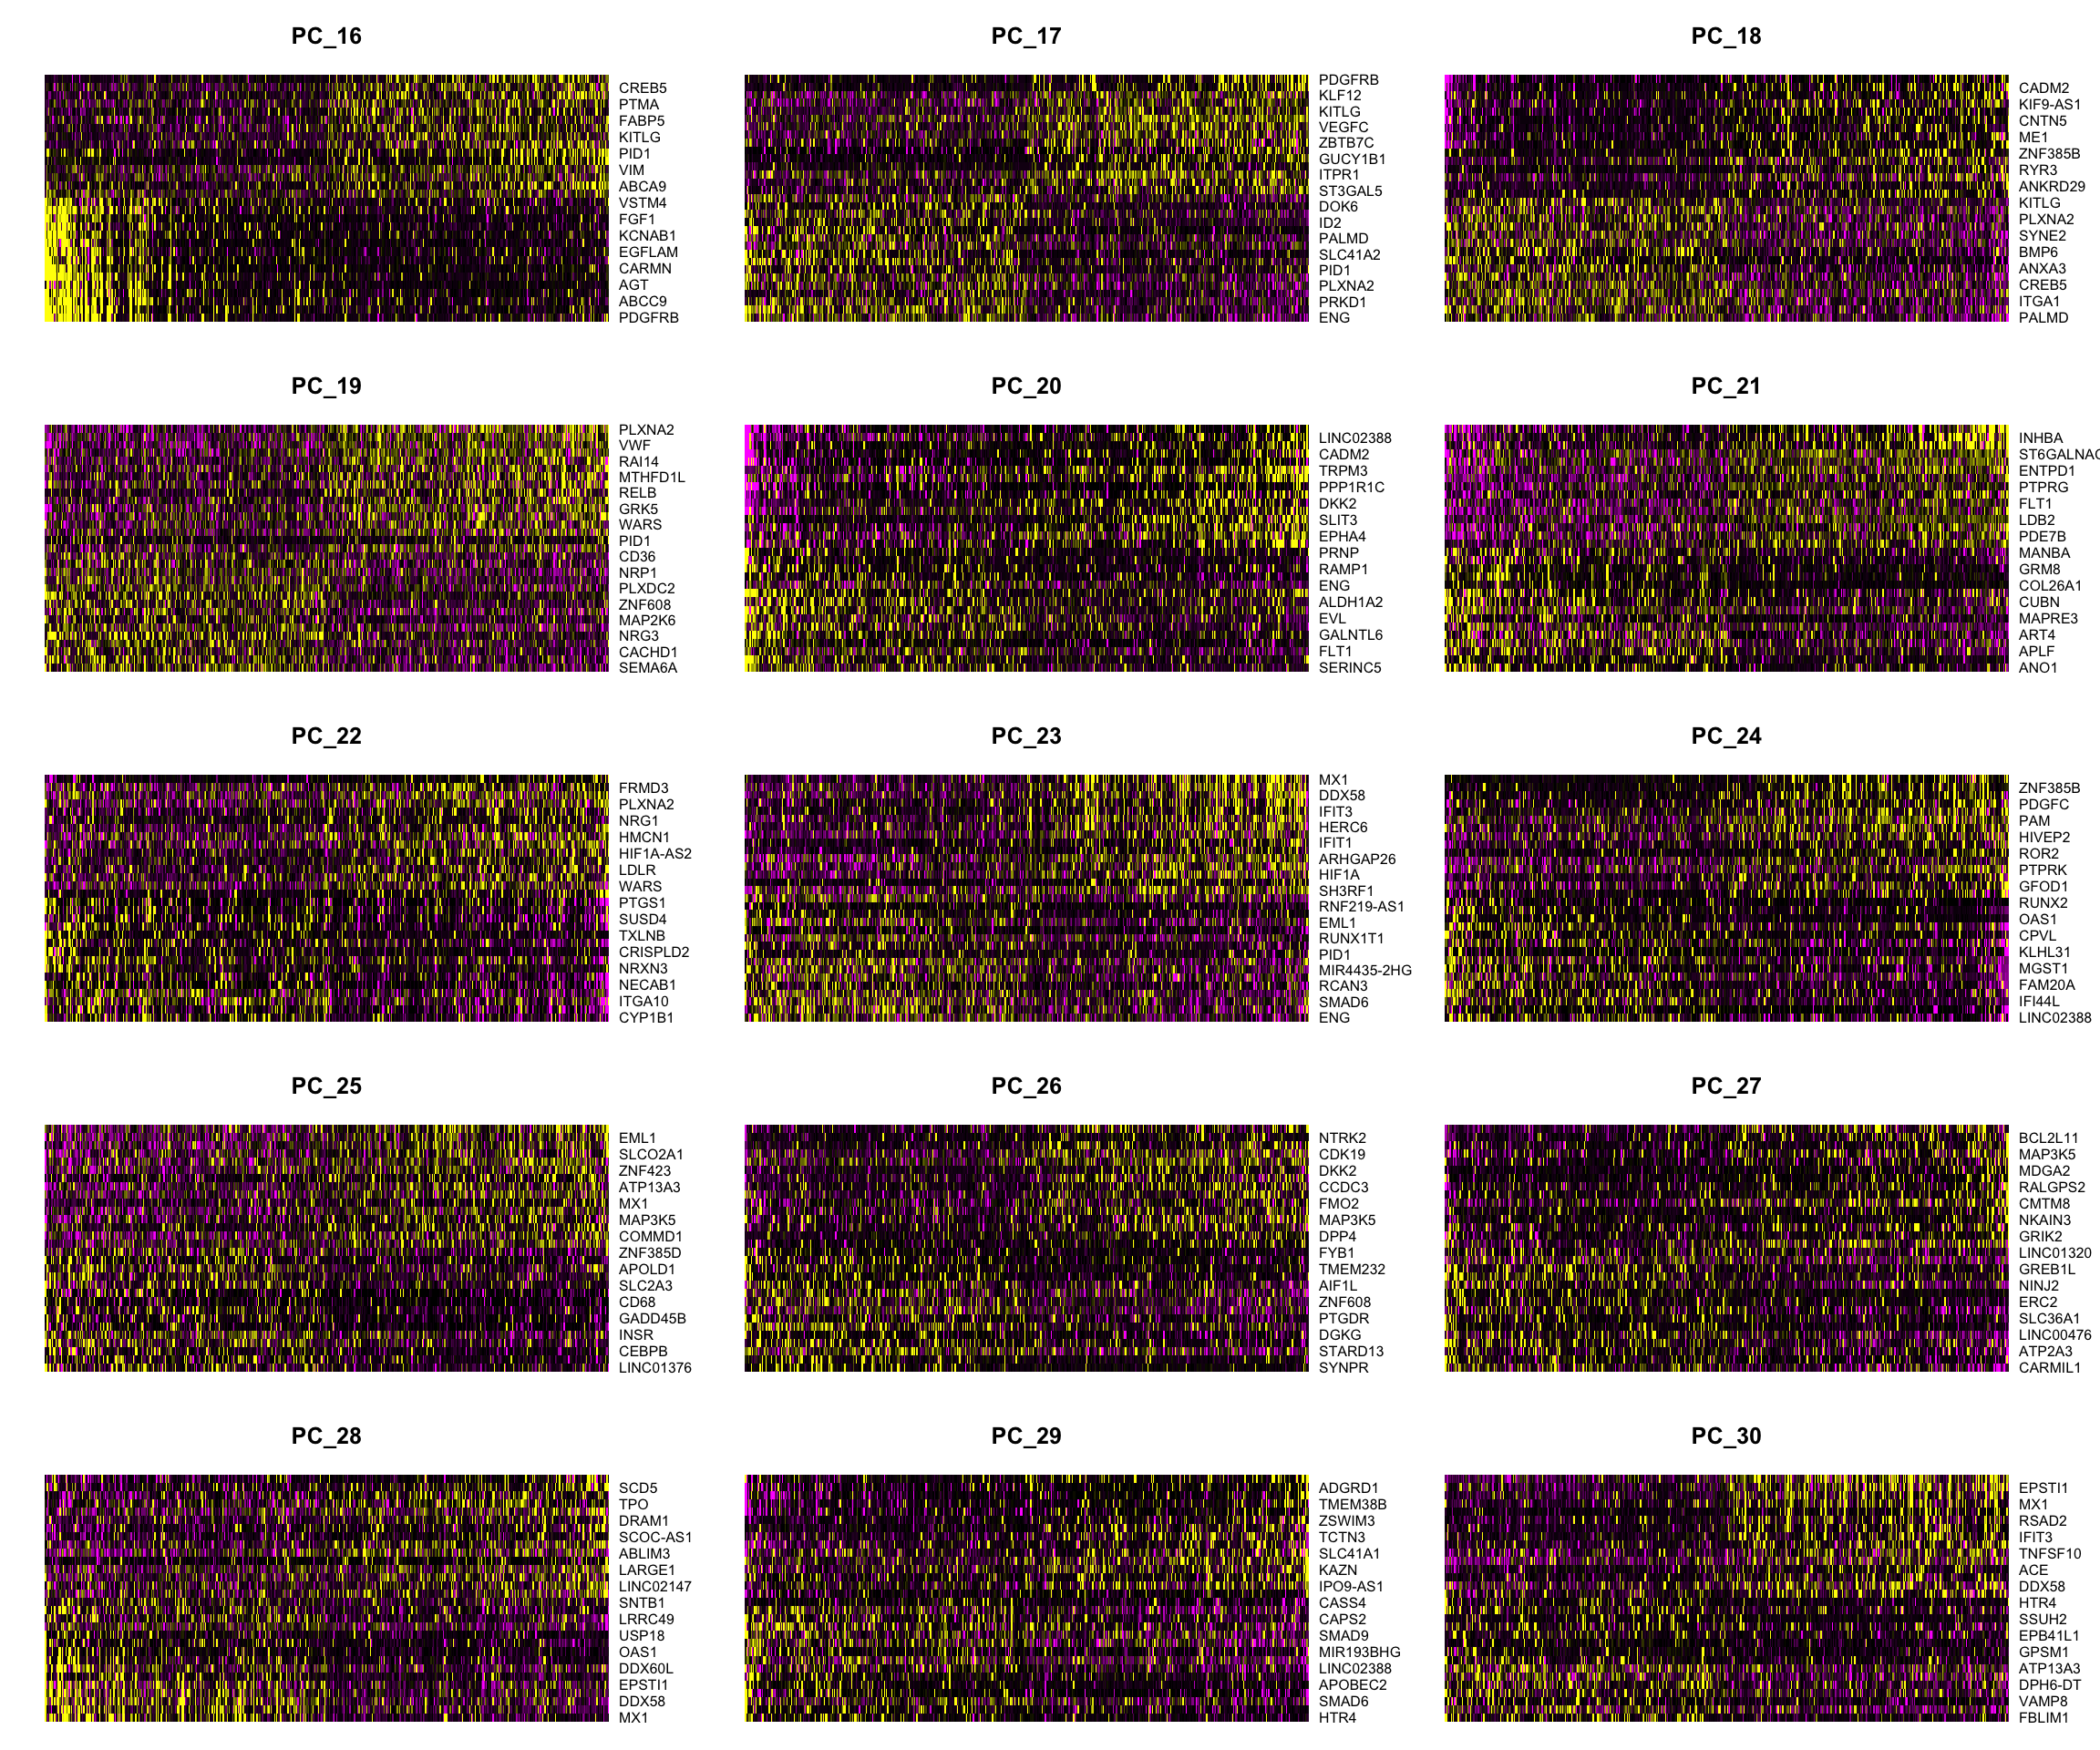 PC_16
CREB5
PTMA
FABP5
KITLG
PID1
VIM
ABCA9
VSTM4
FGF1
KCNAB1
EGFLAM
CARMN
AGT
ABCC9
PDGFRB
PC_17
PDGFRB
KLF12
KITLG
VEGFC
ZBTB7C
GUCY1B1
ITPR1
ST3GAL5
DOK6
ID2
PALMD
SLC41A2
PID1
PLXNA2
PRKD1
ENG
PC_18
CADM2
KIF9-AS1
CNTN5
ME1
ZNF385B
RYR3
ANKRD29
KITLG
PLXNA2
SYNE2
BMP6
ANXA3
CREB5
ITGA1
PALMD
PC_19
PLXNA2
VWF
RAI14
MTHFD1L
RELB
GRK5
WARS
PID1
CD36
NRP1
PLXDC2
ZNF608
MAP2K6
NRG3
CACHD1
SEMA6A
PC_20
LINC02388
CADM2
TRPM3
PPP1R1C
DKK2
SLIT3
EPHA4
PRNP
RAMP1
ENG
ALDH1A2
EVL
GALNTL6
FLT1
SERINC5
PC_21
INHBA
ST6GALNAC
ENTPD1
PTPRG
FLT1
LDB2
PDE7B
MANBA
GRM8
COL26A1
CUBN
MAPRE3
ART4
APLF
ANO1
PC_22
FRMD3
PLXNA2
NRG1
HMCN1
HIF1A-AS2
LDLR
WARS
PTGS1
SUSD4
TXLNB
CRISPLD2
NRXN3
NECAB1
ITGA10
CYP1B1
PC_23
MX1
DDX58
IFIT3
HERC6
IFIT1
ARHGAP26
HIF1A
SH3RF1
RNF219-AS1
EML1
RUNX1T1
PID1
MIR4435-2HG
RCAN3
SMAD6
ENG
PC_24
ZNF385B
PDGFC
PAM
HIVEP2
ROR2
PTPRK
GFOD1
RUNX2
OAS1
CPVL
KLHL31
MGST1
FAM20A
IFI44L
LINC02388
PC_25
EML1
SLCO2A1
ZNF423
ATP13A3
MX1
MAP3K5
COMMD1
ZNF385D
APOLD1
SLC2A3
CD68
GADD45B
INSR
CEBPB
LINC01376
PC_26
NTRK2
CDK19
DKK2
CCDC3
FMO2
MAP3K5
DPP4
FYB1
TMEM232
AIF1L
ZNF608
PTGDR
DGKG
STARD13
SYNPR
PC_27
BCL2L11
MAP3K5
MDGA2
RALGPS2
CMTM8
NKAIN3
GRIK2
LINC01320
GREB1L
NINJ2
ERC2
SLC36A1
LINC00476
ATP2A3
CARMIL1
PC_28
SCD5
TPO
DRAM1
SCOC-AS1
ABLIM3
LARGE1
LINC02147
SNTB1
LRRC49
USP18
OAS1
DDX60L
EPSTI1
DDX58
MX1
PC_29
ADGRD1
TMEM38B
ZSWIM3
TCTN3
SLC41A1
KAZN
IPO9-AS1
CASS4
CAPS2
SMAD9
MIR193BHG
LINC02388
APOBEC2
SMAD6
HTR4
PC_30
EPSTI1
MX1
RSAD2
IFIT3
TNFSF10
ACE
DDX58
HTR4
SSUH2
EPB41L1
GPSM1
ATP13A3
DPH6-DT
VAMP8
FBLIM1